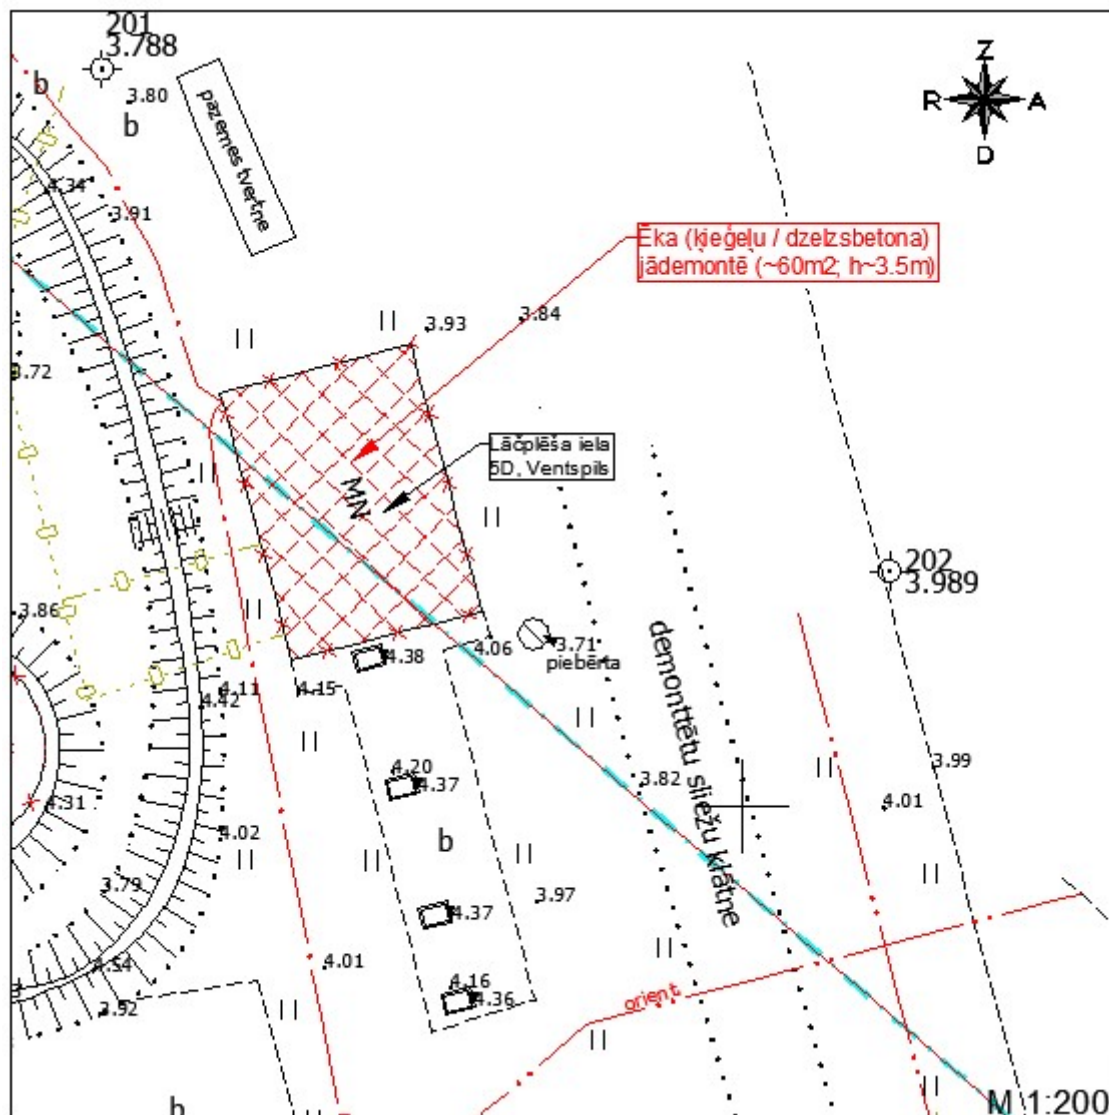 201
3.788
b
3.80
b
pazemes tvertne
Z
R A
D
4.34
3.91
Ēka (ķieģeļu / dzelzsbetona)
jādemontē (~60m2; h~3.5m)
3.93
3.84
3.72
Lāčplēša iela
5D, Ventspils
MN
202
3.989
3.86
3.71
piebērta
4.06
4.38
4.11
4.15
4.42
demonttētu sliežu klātne
4.20
4.37
3.82
3.99
4.01
4.31
4.02
b
3.79
3.97
4.37
4.54
4.01
4.16
4.36
orient
3.92
b
M 1:200